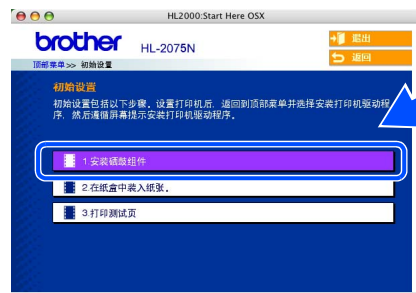 HL2000:Start Here OSX
brother HL-2075N
退出
返回
顶部菜单>> 初始设置
初始设置
初始设置包括以下步骤。设置打印机后, 返回到顶部菜单并选择安装打印机驱动程
序, 然后遵循屏幕提示安装打印机驱动程序。
1.安装硒鼓组件
2.在纸盒中装入纸张。
3.打印测试页